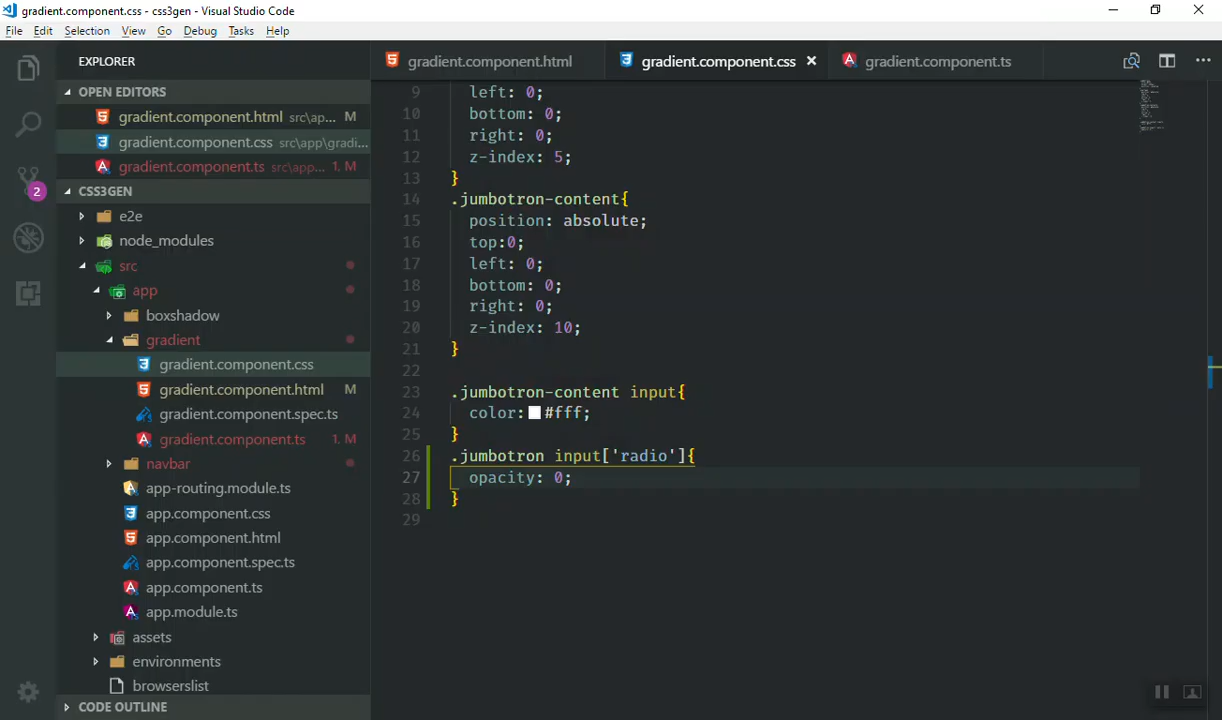 gradient.component.css - css3gen - Visual Studio Code
File Edit Selection View Go Debug Tasks Help
EXPLORER
OPEN EDITORS
gradient.component.html src\ap... M
gradient.component.css src\app\gradi...
gradient.component.ts src\app... 1, M
CSS3GEN
e2e
node_modules
src
app
boxshadow
gradient
gradient.component.css
gradient.component.html M
gradient.component.spec.ts
gradient.component.ts 1, M
navbar
app-routing.module.ts
app.component.css
app.component.html
app.component.spec.ts
app.component.ts
app.module.ts
assets
environments
browserslist
CODE OUTLINE
2
gradient.component.html gradient.component.css gradient.component.ts
9 left: 0;
10 bottom: 0;
11 right: 0;
12 z-index: 5;
13 }
14 .jumbotron-content{
15 position: absolute;
16 top:0;
17 left: 0;
18 bottom: 0;
19 right: 0;
20 z-index: 10;
21 }
22
23 .jumbotron-content input{
24 color: #fff;
25 }
26 .jumbotron input['radio']{
27 opacity: 0;
28 }
29